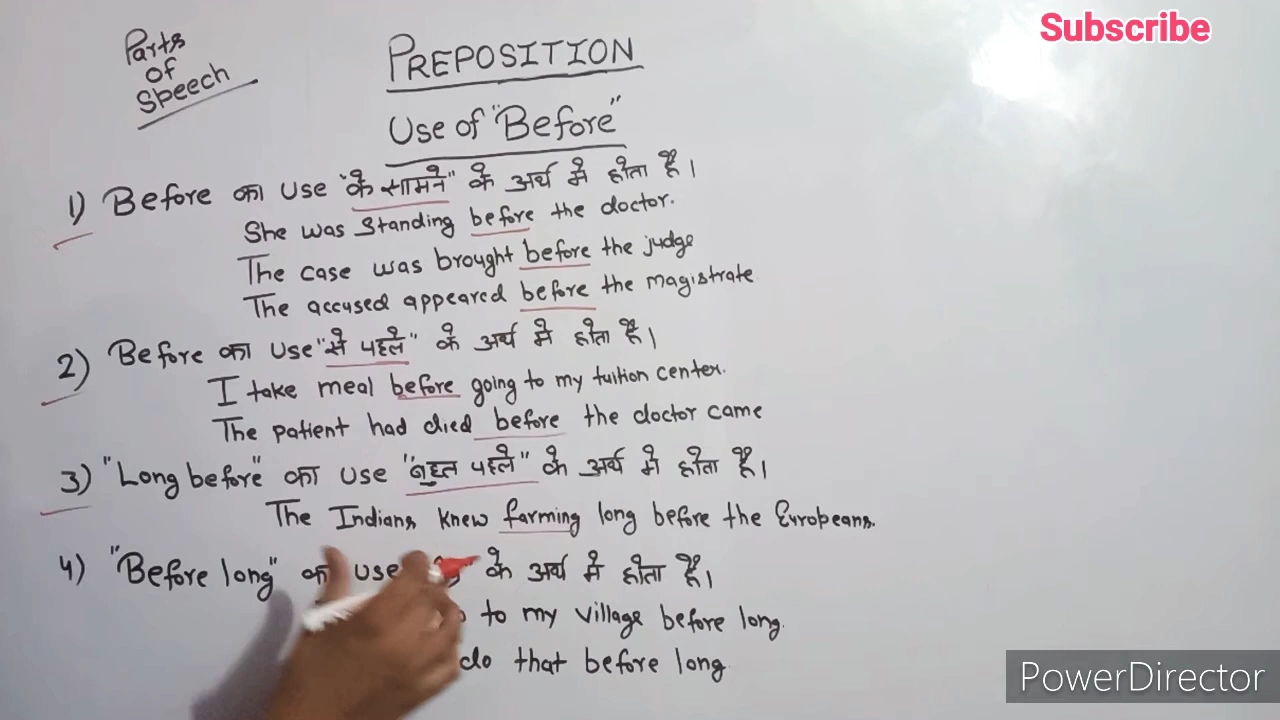 Subscribe
Parts
of
Speech
PREPOSITION
Use of "Before"
1) Before का use "के सामने" के अर्थ मे होता है।
She was standing before the doctor.
The case was brought before the judge
The accused appeared before the magistrate
2) Before का use "से पहले" के अर्थ मे होता है।
I take meal before going to my tuition center.
The patient had died before the doctor came
3) "Long before" का use "बहुत पहले" के अर्थ मे होता है।
The Indians knew farming long before the Europeans.
4) "Before long" का use के अर्थ मे होता है।
to my village before long.
do that before long
PowerDirector